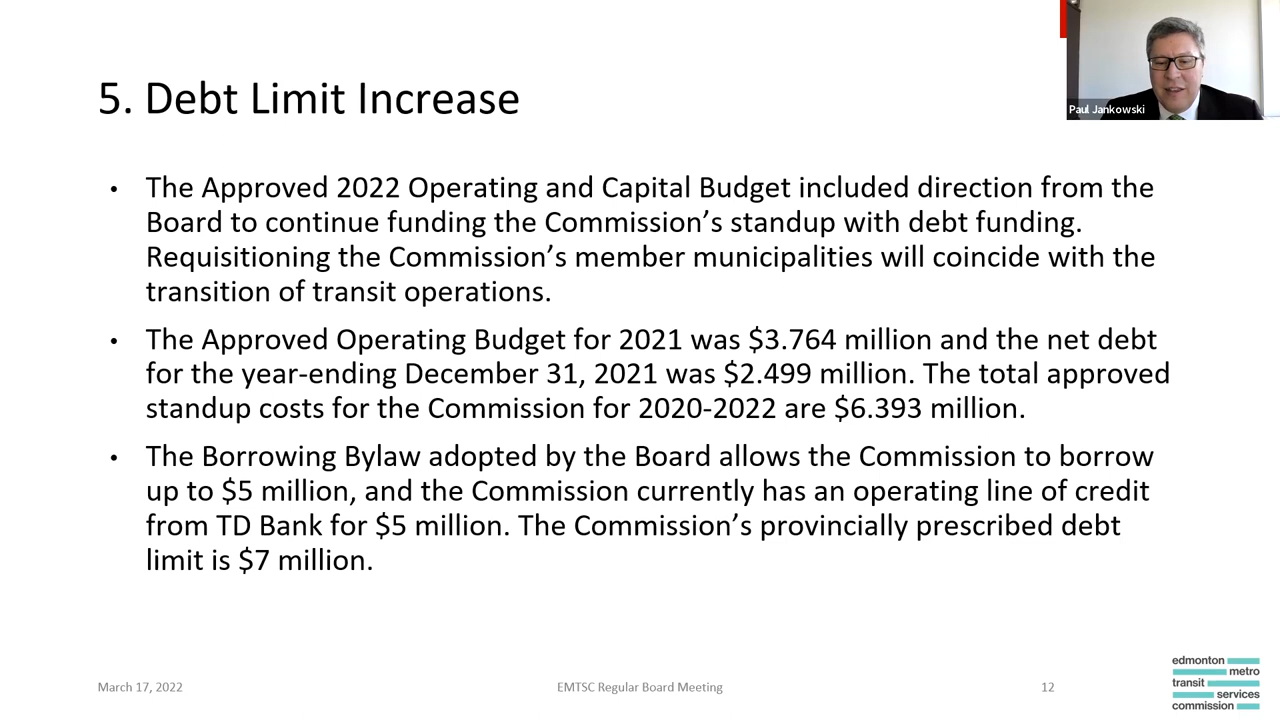 Paul Jankowski
5. Debt Limit Increase
• The Approved 2022 Operating and Capital Budget included direction from the
Board to continue funding the Commission's standup with debt funding.
Requisitioning the Commission's member municipalities will coincide with the
transition of transit operations.
• The Approved Operating Budget for 2021 was $3.764 million and the net debt
for the year-ending December 31, 2021 was $2.499 million. The total approved
standup costs for the Commission for 2020-2022 are $6.393 million.
• The Borrowing Bylaw adopted by the Board allows the Commission to borrow
up to $5 million, and the Commission currently has an operating line of credit
from TD Bank for $5 million. The Commission's provincially prescribed debt
limit is $7 million.
March 17, 2022
EMTSC Regular Board Meeting
12
edmonton
metro
transit
services
commission